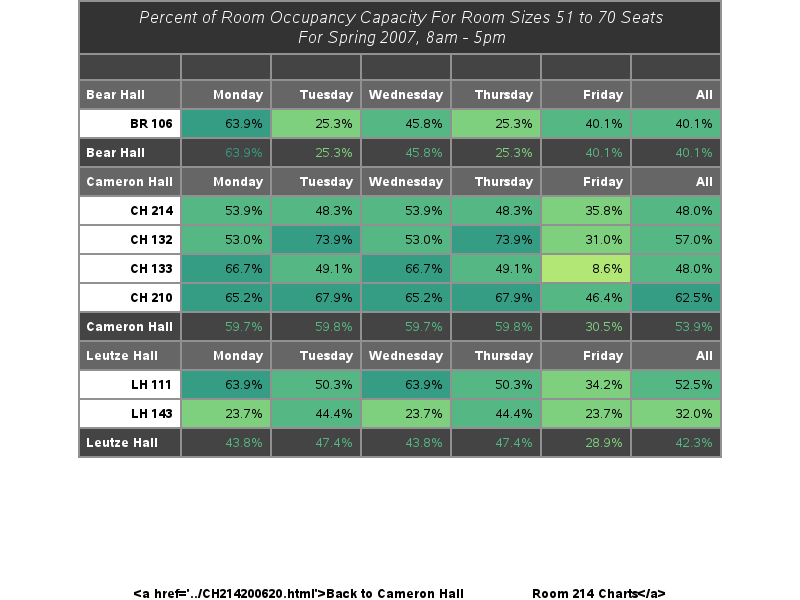 Percent of Room Occupancy Capacity For Room Sizes 51 to 70 Seats
For Spring 2007, 8am - 5pm
Bear Hall Monday Tuesday Wednesday Thursday Friday All
BR 106 63.9% 25.3% 45.8% 25.3% 40.1% 40.1%
Bear Hall 63.9% 25.3% 45.8% 25.3% 40.1% 40.1%
Cameron Hall Monday Tuesday Wednesday Thursday Friday All
CH 214 53.9% 48.3% 53.9% 48.3% 35.8% 48.0%
CH 132 53.0% 73.9% 53.0% 73.9% 31.0% 57.0%
CH 133 66.7% 49.1% 66.7% 49.1% 8.6% 48.0%
CH 210 65.2% 67.9% 65.2% 67.9% 46.4% 62.5%
Cameron Hall 59.7% 59.8% 59.7% 59.8% 30.5% 53.9%
Leutze Hall Monday Tuesday Wednesday Thursday Friday All
LH 111 63.9% 50.3% 63.9% 50.3% 34.2% 52.5%
LH 143 23.7% 44.4% 23.7% 44.4% 23.7% 32.0%
Leutze Hall 43.8% 47.4% 43.8% 47.4% 28.9% 42.3%
<a href='../CH214200620.html'>Back to Cameron Hall Room 214 Charts</a>